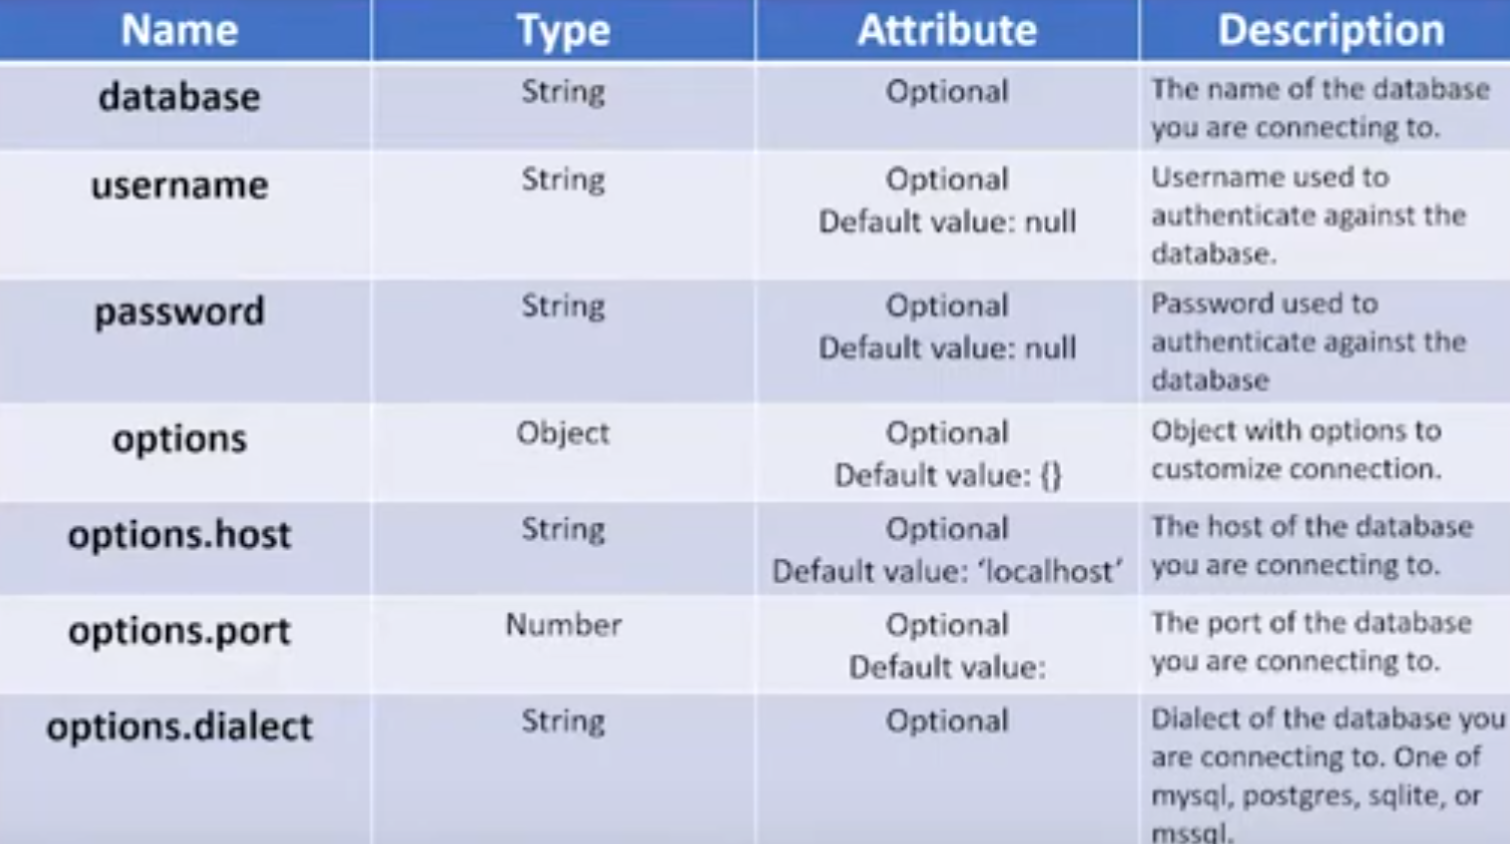 Name Type Attribute Description
database String Optional The name of the database
you are connecting to.
username String Optional Username used to
Default value: null authenticate against the
database.
password String Optional Password used to
Default value: null authenticate against the
database
options Object Optional Object with options to
Default value: {} customize connection.
options.host String Optional The host of the database
Default value: ‘localhost’ you are connecting to.
options.port Number Optional The port of the database
Default value: you are connecting to.
options.dialect String Optional Dialect of the database you
are connecting to. One of
mysql, postgres, sqlite, or
mssql.